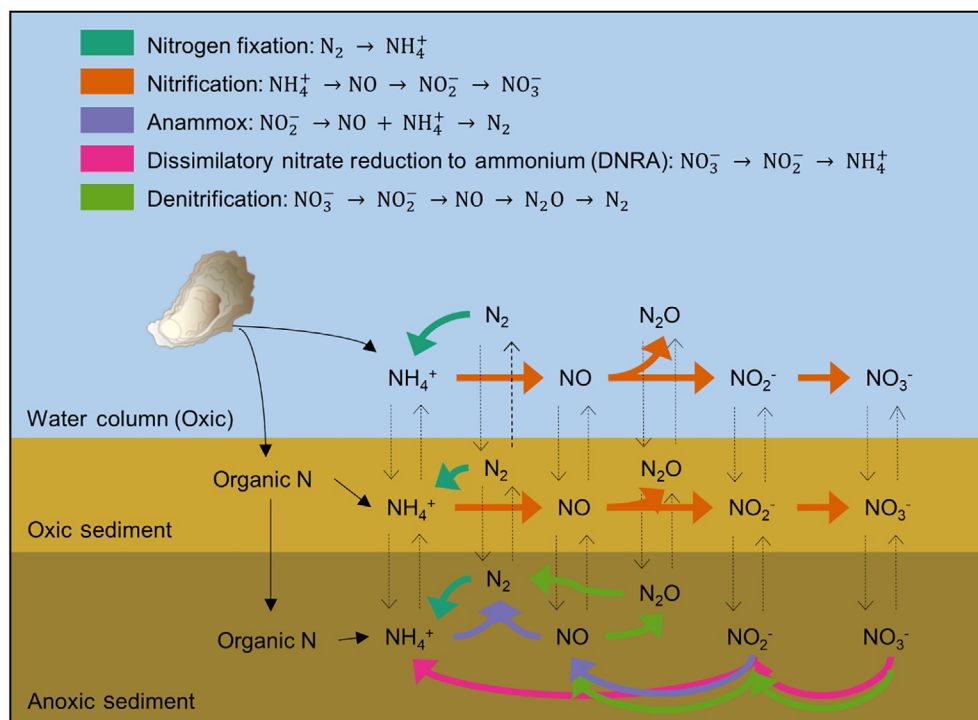 Nitrogen fixation: N₂ → NH₄⁺
Nitrification: NH₄⁺ → NO → NO₂⁻ → NO₃⁻
Anammox: NO₂⁻ → NO + NH₄⁺ → N₂
Dissimilatory nitrate reduction to ammonium (DNRA): NO₃⁻ → NO₂⁻ → NH₄⁺
Denitrification: NO₃⁻ → NO₂⁻ → NO → N₂O → N₂
N₂ N₂O
NH₄⁺ NO NO₂⁻ NO₃⁻
Water column (Oxic)
N₂ N₂O
Organic N
NH₄⁺ NO NO₂⁻ NO₃⁻
Oxic sediment
N₂ N₂O
Organic N NH₄⁺ NO NO₂⁻ NO₃⁻
Anoxic sediment